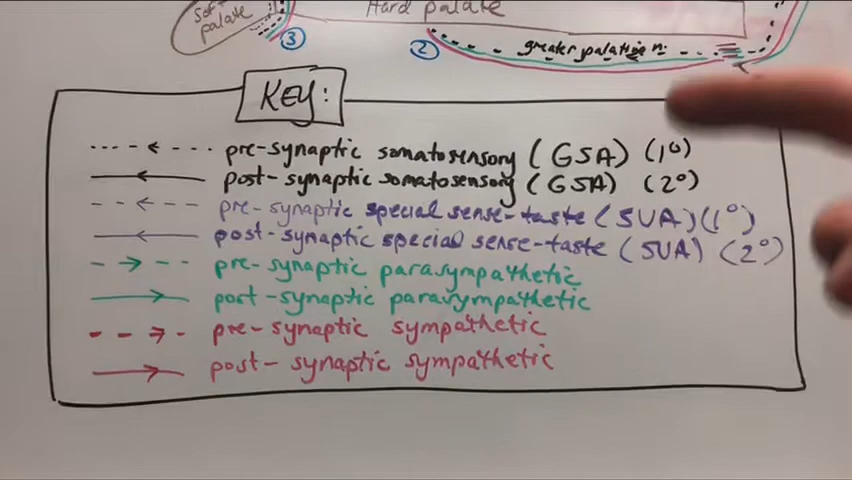 Hard palate
Soft
palate
3
2
greater palatine n.
KEY:
pre-synaptic somatosensory (GSA) (1°)
post-synaptic somatosensory (GSA) (2°)
pre-synaptic special sense-taste (SVA) (1°)
post-synaptic special sense-taste (SVA) (2°)
pre-synaptic parasympathetic
post-synaptic parasympathetic
pre-synaptic sympathetic
post-synaptic sympathetic